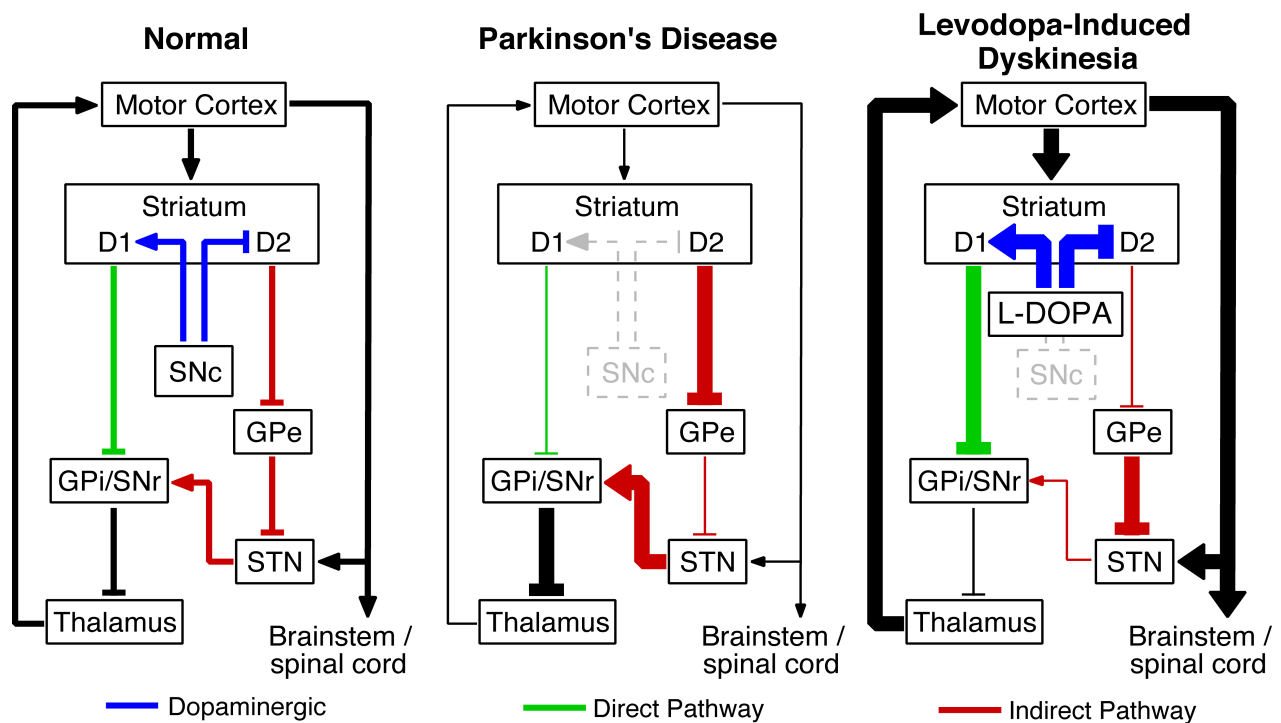 Normal
Motor Cortex
Striatum
D1
D2
SNc
GPe
GPi/SNr
STN
Thalamus
Brainstem /
spinal cord
Parkinson's Disease
Motor Cortex
Striatum
D1
D2
SNc
GPe
GPi/SNr
STN
Thalamus
Brainstem /
spinal cord
Levodopa-Induced
Dyskinesia
Motor Cortex
Striatum
D1
D2
L-DOPA
SNc
GPe
GPi/SNr
STN
Thalamus
Brainstem /
spinal cord
Dopaminergic
Direct Pathway
Indirect Pathway